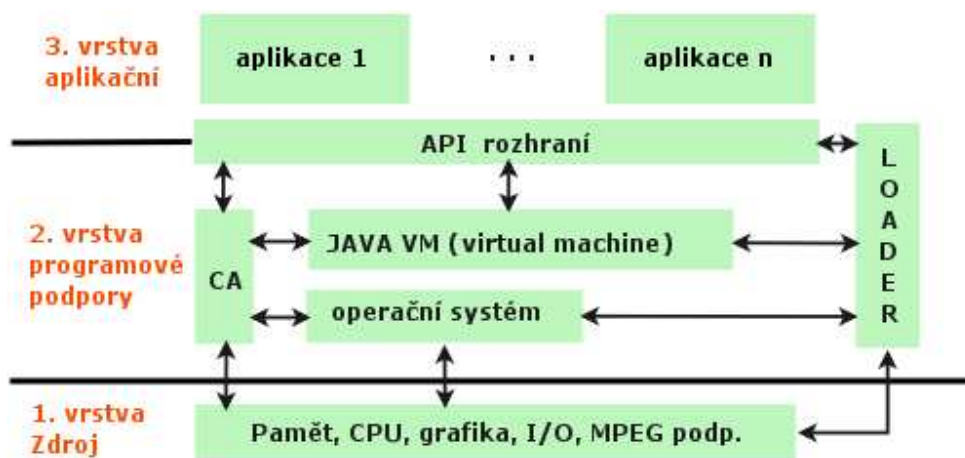 3. vrstva
aplikační
aplikace 1
. . .
aplikace n
API rozhraní
LOADER
2. vrstva
programové
podpory
CA
JAVA VM (virtual machine)
operační systém
1. vrstva
Zdroj
Pamět, CPU, grafika, I/O, MPEG podp.